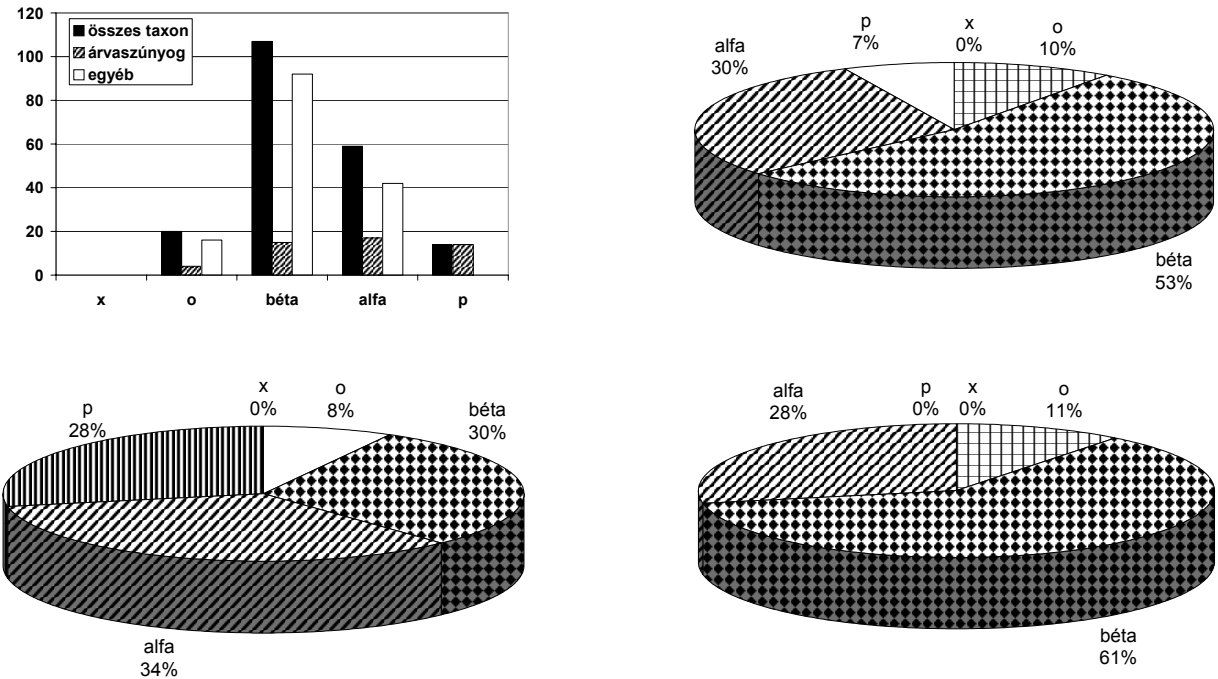 120
100
80
60
40
20
0
összes taxon
árvaszúnyog
egyéb
x o béta alfa p
p
7%
x
0%
o
10%
alfa
30%
béta
53%
p
28%
x
0%
o
8%
béta
30%
alfa
34%
alfa
28%
p
0%
x
0%
o
11%
béta
61%